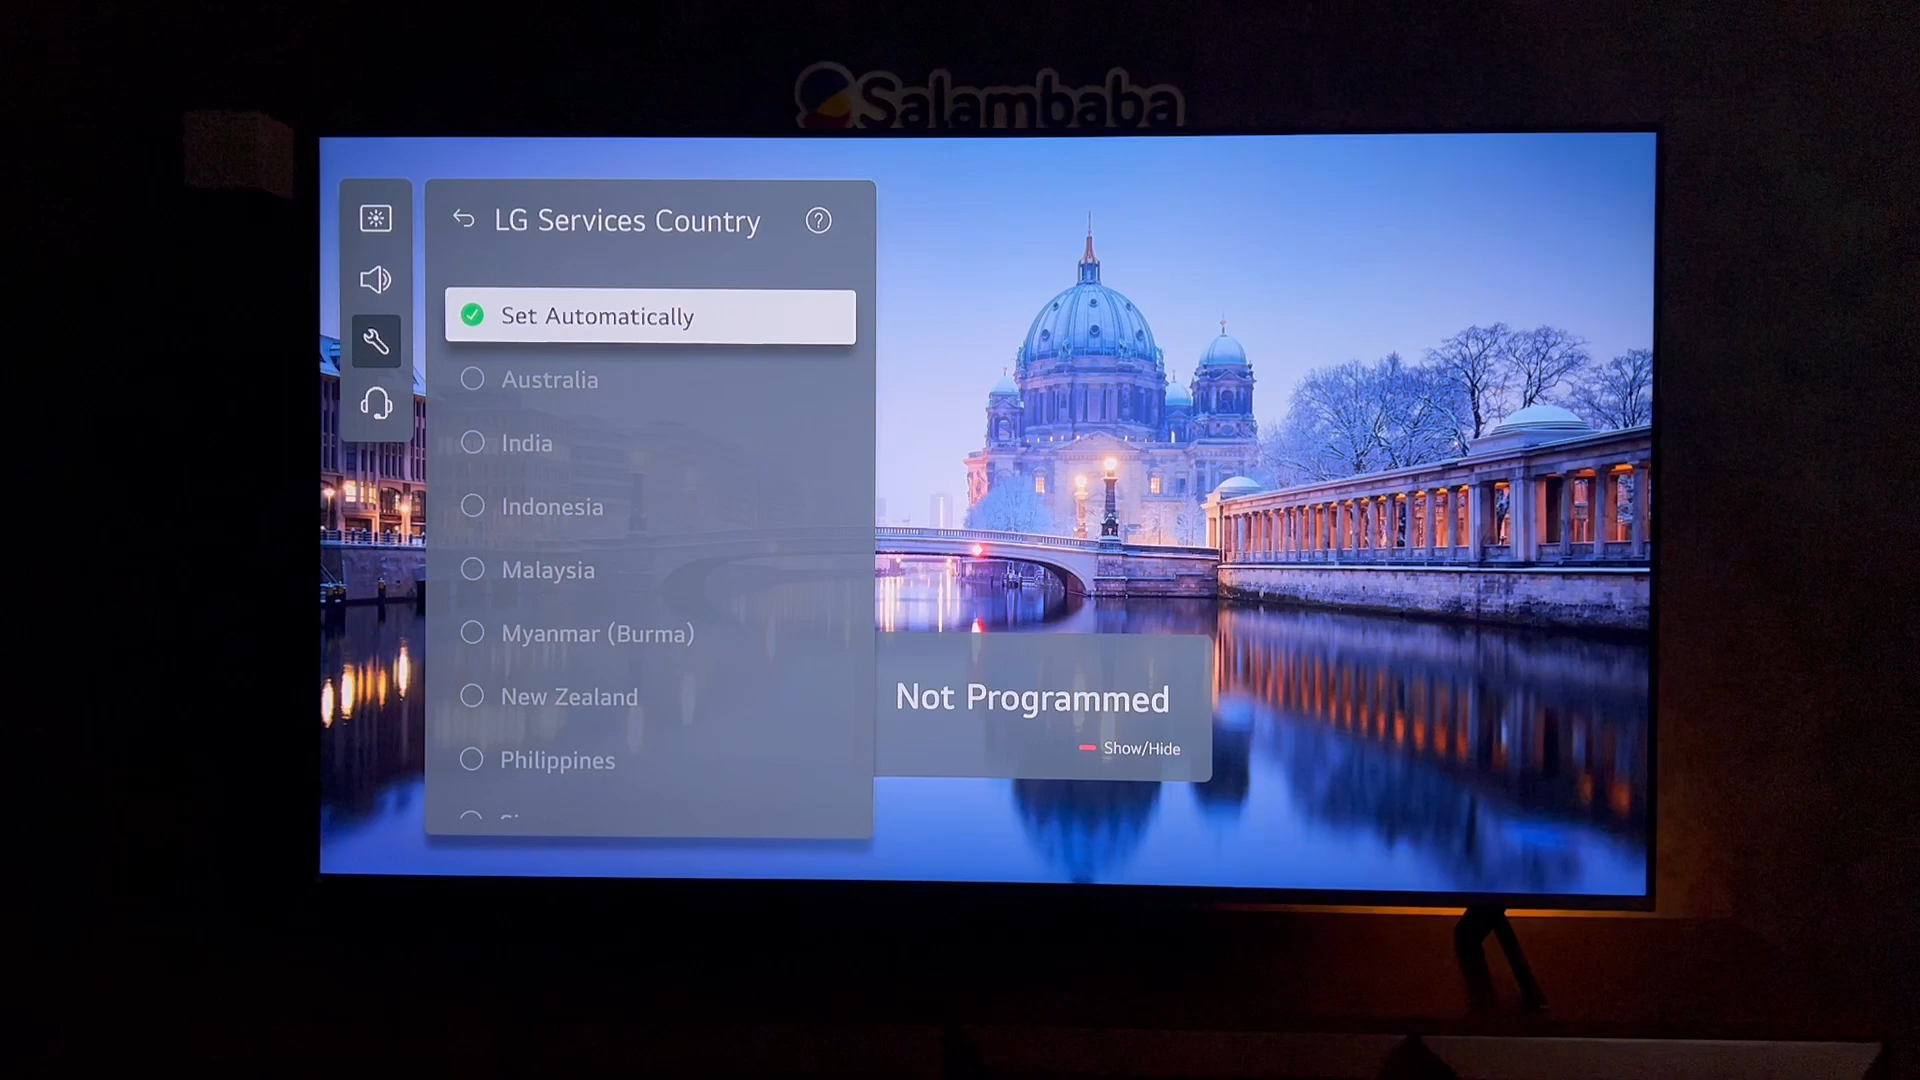 Salambaba
LG Services Country
Set Automatically
Australia
India
Indonesia
Malaysia
Myanmar (Burma)
New Zealand
Philippines
Not Programmed
Show/Hide